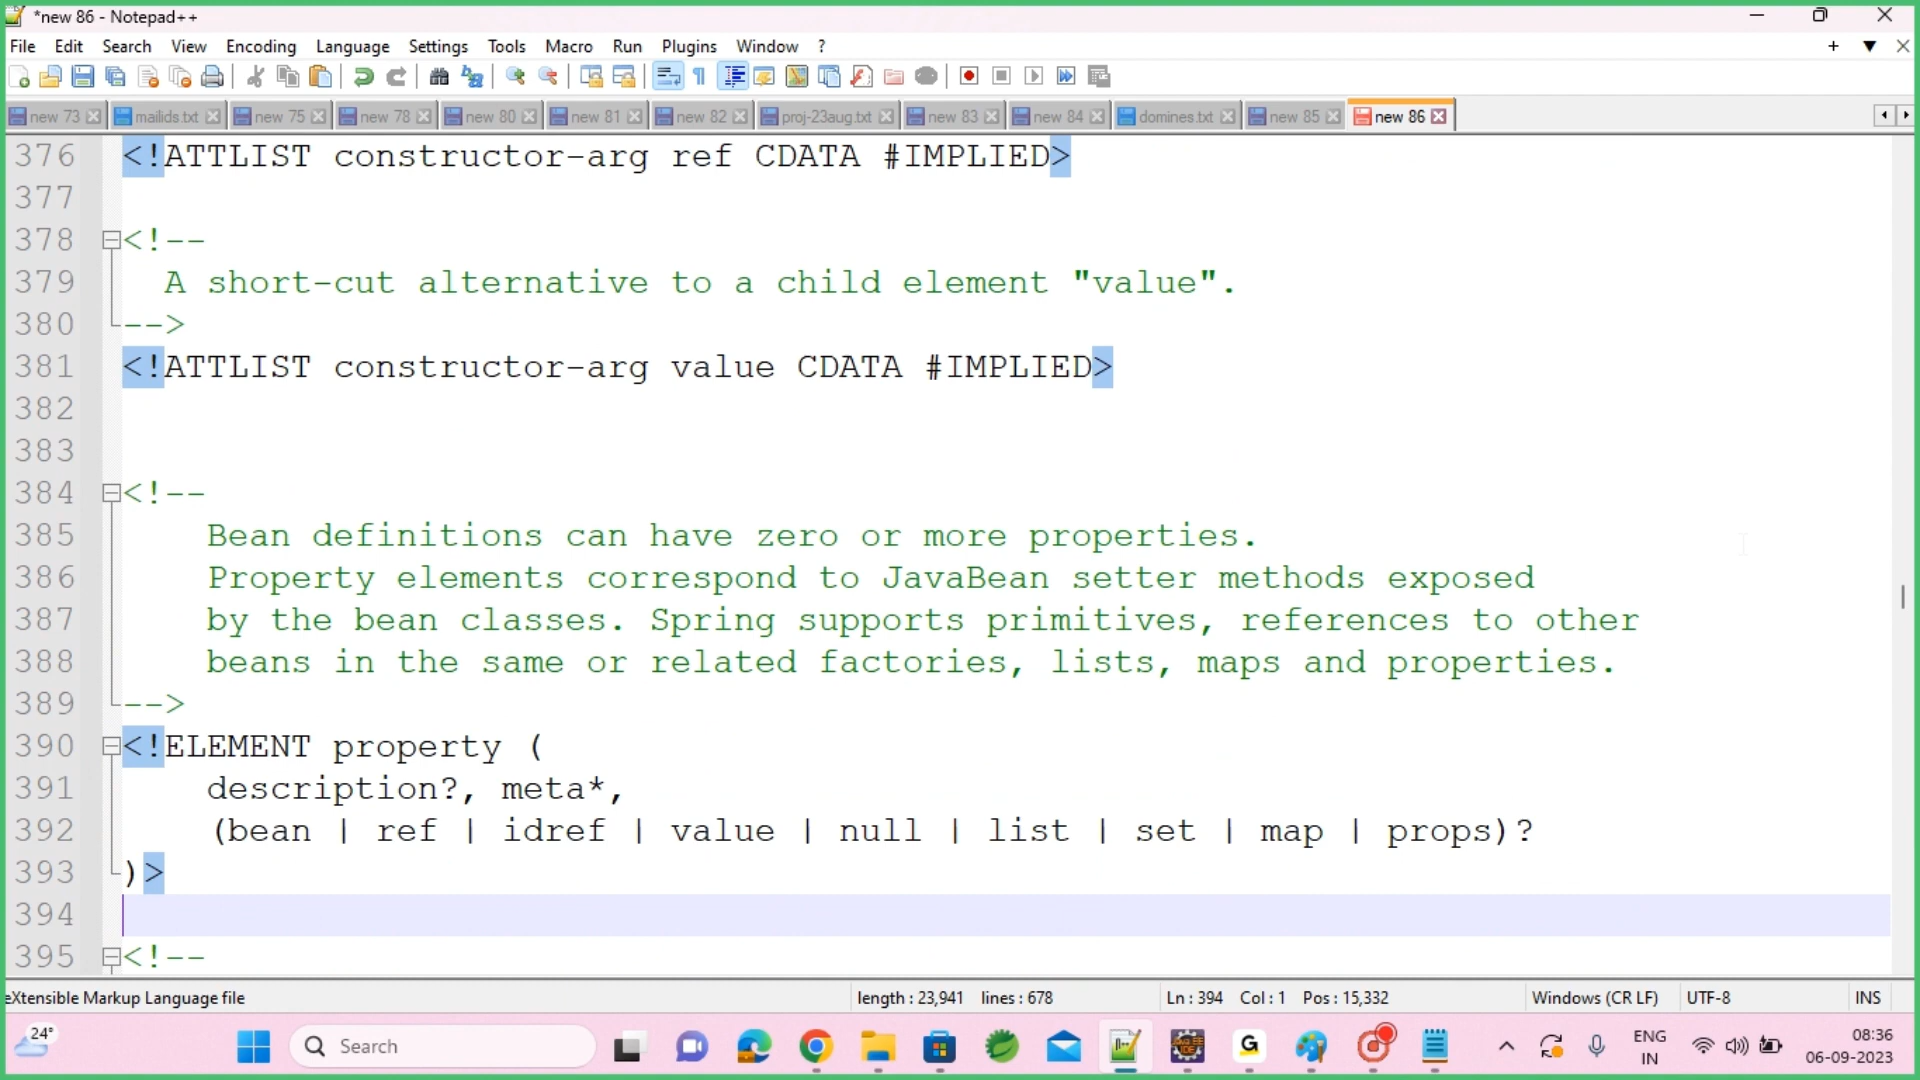 *new 86 - Notepad++
File Edit Search View Encoding Language Settings Tools Macro Run Plugins Window ?
new 73 mailids.txt new 75 new 78 new 80 new 81 new 82 proj-23aug.txt new 83 new 84 domines.txt new 85 new 86
376 <!ATTLIST constructor-arg ref CDATA #IMPLIED>
377
378 <!--
379 A short-cut alternative to a child element "value".
380 -->
381 <!ATTLIST constructor-arg value CDATA #IMPLIED>
382
383
384 <!--
385 Bean definitions can have zero or more properties.
386 Property elements correspond to JavaBean setter methods exposed
387 by the bean classes. Spring supports primitives, references to other
388 beans in the same or related factories, lists, maps and properties.
389 -->
390 <!ELEMENT property (
391 description?, meta*,
392 (bean | ref | idref | value | null | list | set | map | props)?
393 )>
394
395 <!--
eXtensible Markup Language file length : 23,941 lines : 678 Ln : 394 Col : 1 Pos : 15,332 Windows (CR LF) UTF-8 INS
24° Search ENG IN 08:36 06-09-2023